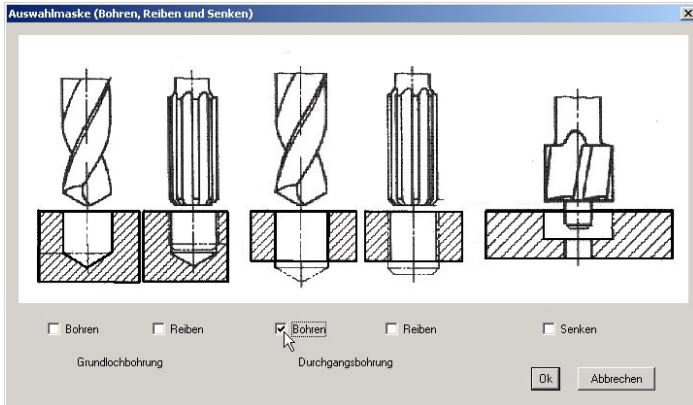 Auswahlmaske (Bohren, Reiben und Senken)
Bohren Reiben Bohren Reiben Senken
Grundlochbohrung Durchgangsbohrung
Ok Abbrechen